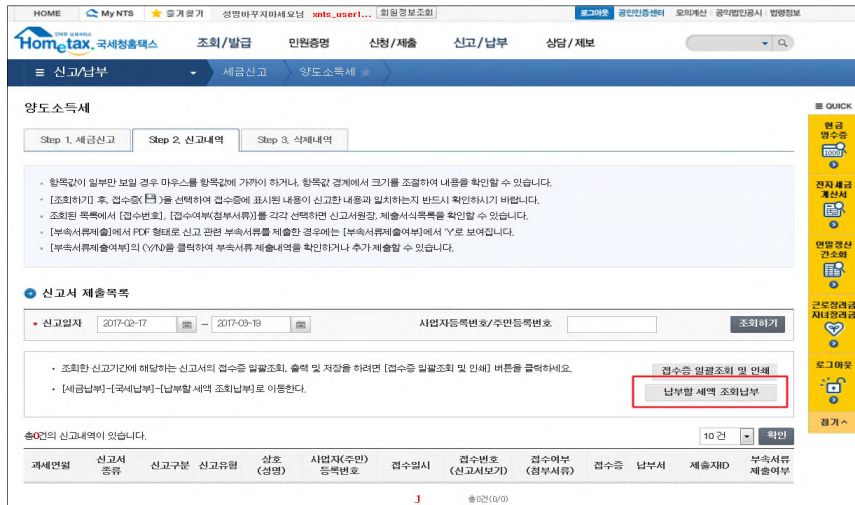 HOME My NTS 즐겨찾기 성명바꾸지마세요님 xnts_user1... 회원정보조회 로그아웃 공인인증센터 모의계산 공익법인공시 법령정보
Hometax. 국세청홈택스 조회/발급 민원증명 신청/제출 신고/납부 상담/제보
신고/납부 세금신고 양도소득세
양도소득세
Step 1. 세금신고 Step 2. 신고내역 Step 3. 삭제내역
항목값이 일부만 보일 경우 마우스를 항목값에 가까이 하거나, 항목값 경계에서 크기를 조절하여 내용을 확인할 수 있습니다.
[조회하기] 후, 접수증( )을 선택하여 접수증에 표시된 내용이 신고한 내용과 일치하는지 반드시 확인하시기 바랍니다.
조회된 목록에서 [접수번호], [접수여부(첨부서류)]를 각각 선택하면 신고서원장, 제출서식목록을 확인할 수 있습니다.
[부속서류제출]에서 PDF 형태로 신고 관련 부속서류를 제출한 경우에는 [부속서류제출여부]에서 'Y'로 보여집니다.
[부속서류제출여부]의 (Y/N)을 클릭하여 부속서류 제출내역을 확인하거나 추가 제출할 수 있습니다.
신고서 제출목록
* 신고일자 2017-02-17 ~ 2017-03-19 사업자등록번호/주민등록번호 조회하기
조회한 신고기간에 해당하는 신고서의 접수증 일괄조회, 출력 및 저장을 하려면 [접수증 일괄조회 및 인쇄] 버튼을 클릭하세요.
접수증 일괄조회 및 인쇄
[세금납부]-[국세납부]-[납부할 세액 조회납부]로 이동한다.
납부할 세액 조회납부
총0건의 신고내역이 있습니다. 10건 확인
과세연월 신고서 종류 신고구분 신고유형 상호 (성명) 사업자(주민) 등록번호 접수일시 접수번호 (신고서보기) 접수여부 (첨부서류) 접수증 납부서 제출자ID 부속서류 제출여부
1 총0건(0/0)
QUICK
현금
영수증
전자세금
계산서
연말정산
간소화
근로장려금
자녀장려금
로그아웃
접기